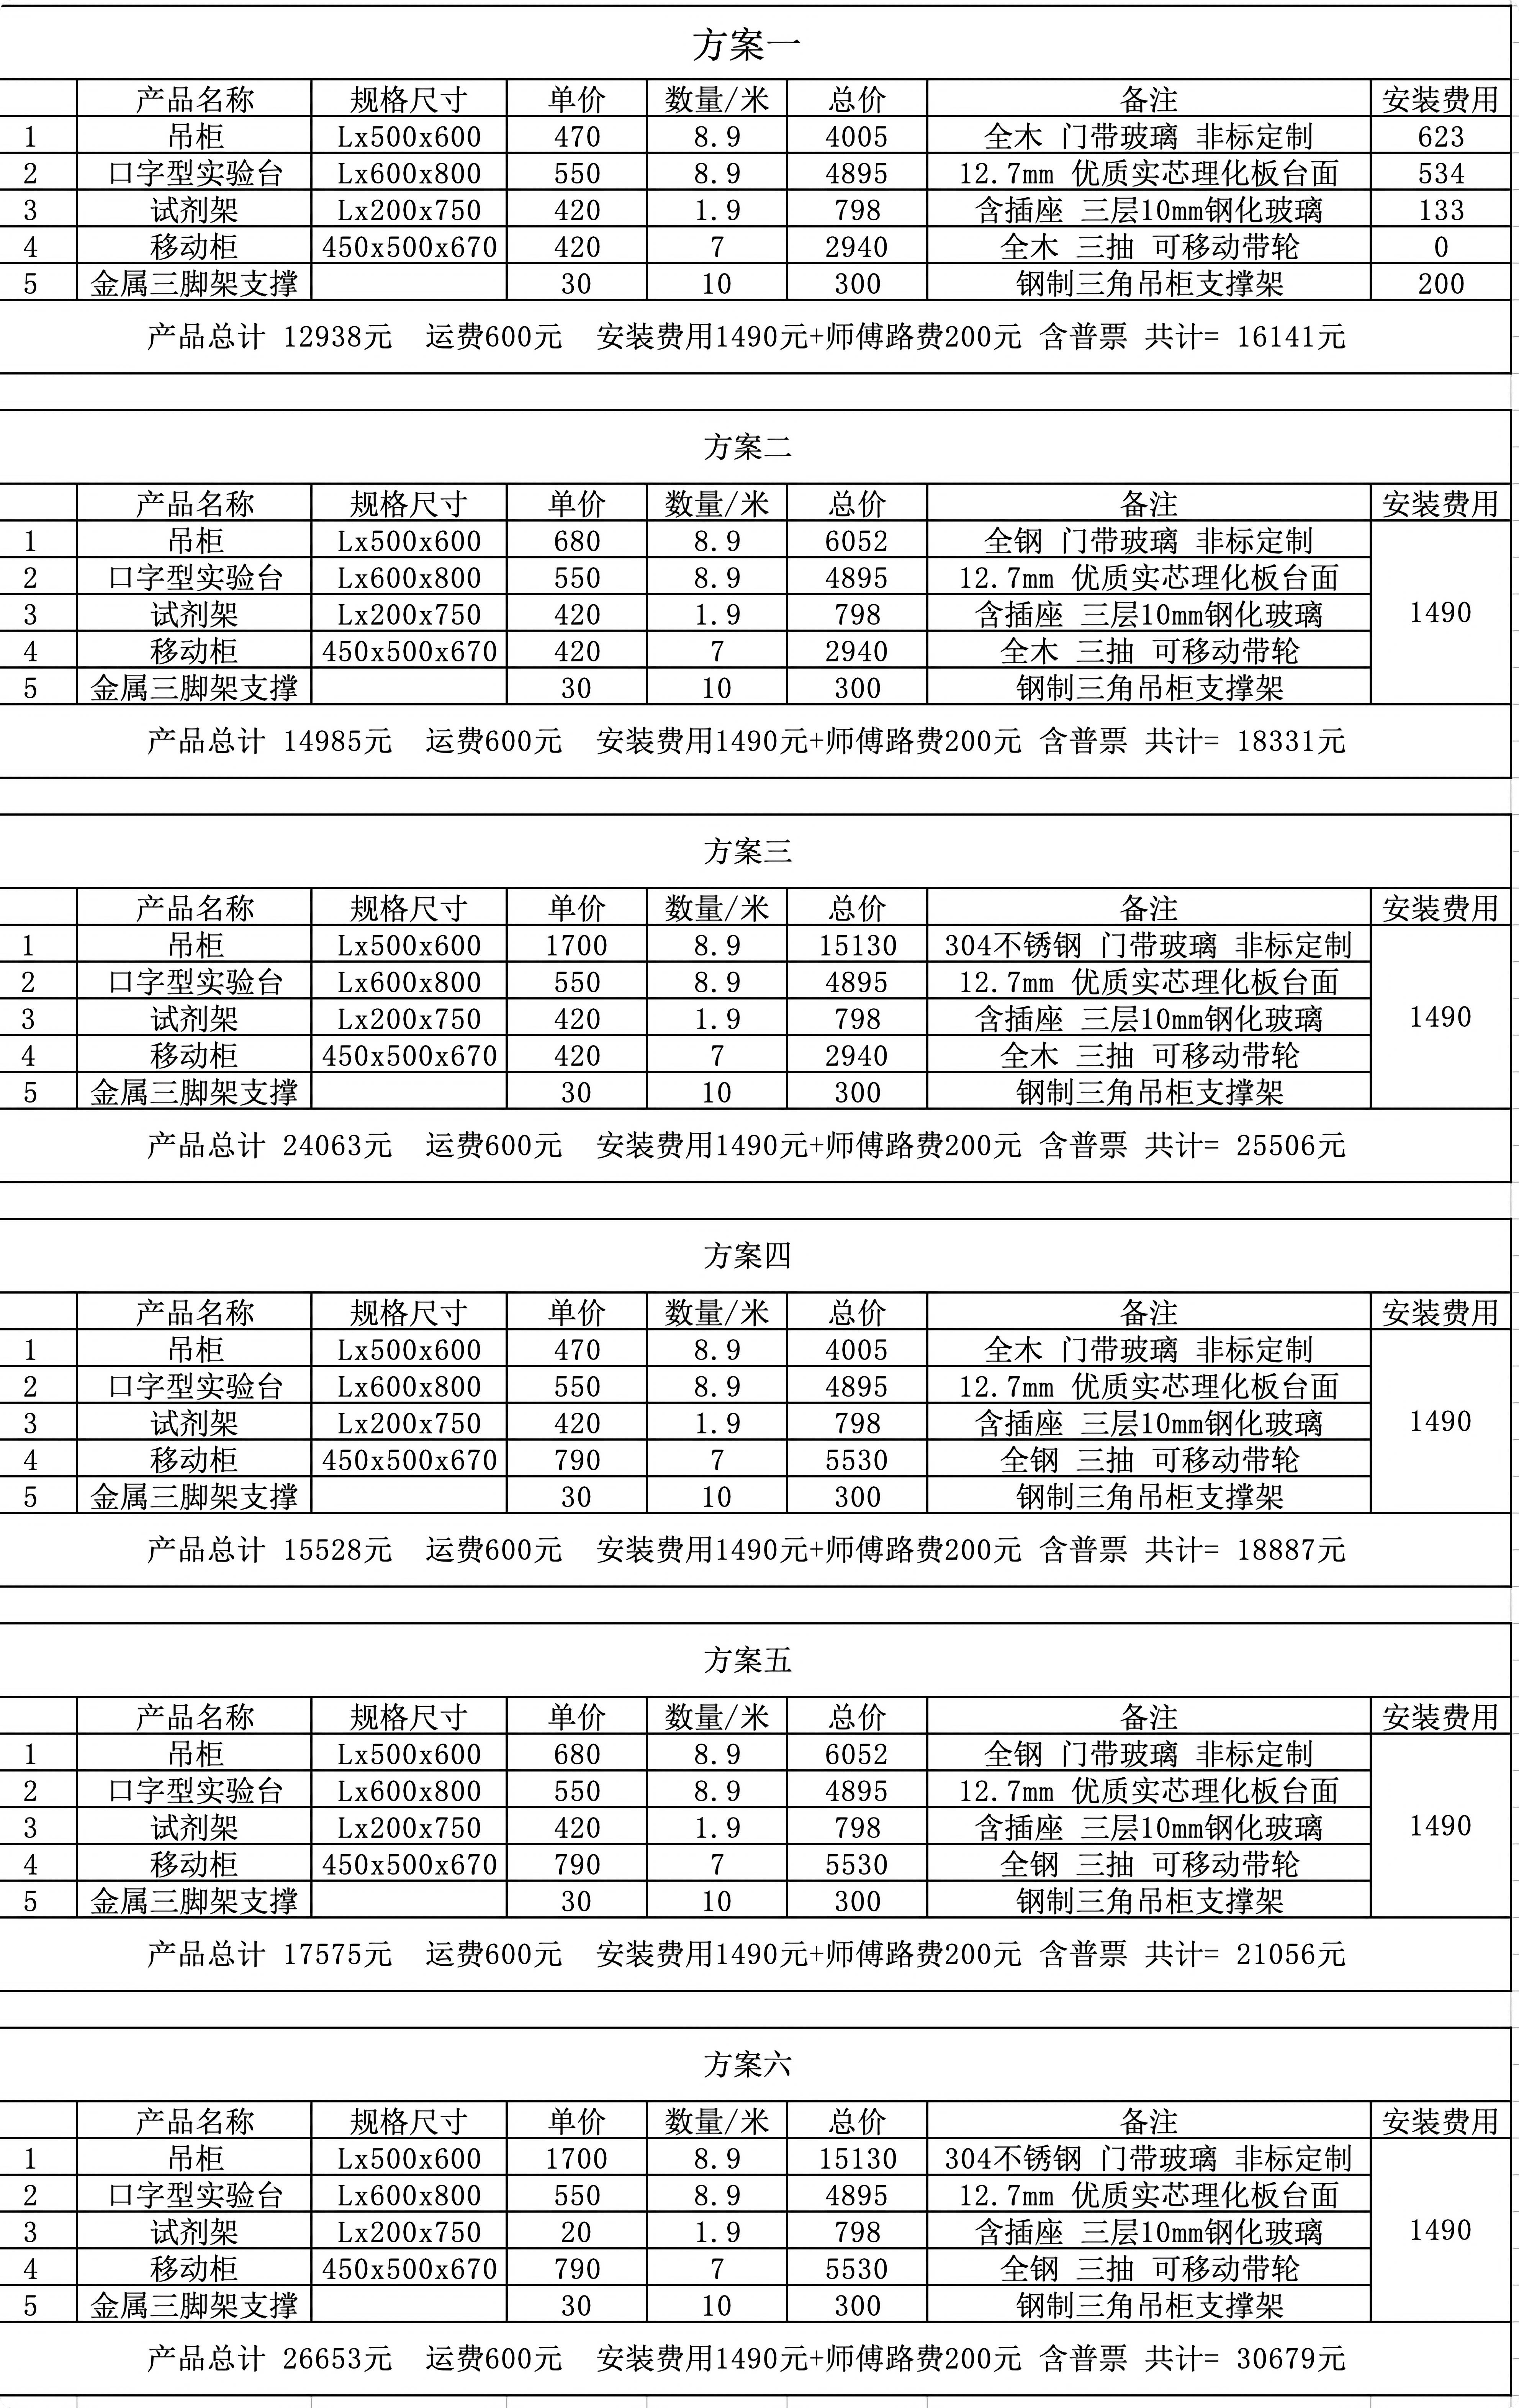 方案一
产品名称 规格尺寸 单价 数量/米 总价 备注 安装费用
1 吊柜 Lx500x600 470 8.9 4005 全木 门带玻璃 非标定制 623
2 口字型实验台 Lx600x800 550 8.9 4895 12.7mm 优质实芯理化板台面 534
3 试剂架 Lx200x750 420 1.9 798 含插座 三层10mm钢化玻璃 133
4 移动柜 450x500x670 420 7 2940 全木 三抽 可移动带轮 0
5 金属三脚架支撑 30 10 300 钢制三角吊柜支撑架 200
产品总计 12938元 运费600元 安装费用1490元+师傅路费200元 含普票 共计= 16141元
方案二
产品名称 规格尺寸 单价 数量/米 总价 备注 安装费用
1 吊柜 Lx500x600 680 8.9 6052 全钢 门带玻璃 非标定制
2 口字型实验台 Lx600x800 550 8.9 4895 12.7mm 优质实芯理化板台面
3 试剂架 Lx200x750 420 1.9 798 含插座 三层10mm钢化玻璃 1490
4 移动柜 450x500x670 420 7 2940 全木 三抽 可移动带轮
5 金属三脚架支撑 30 10 300 钢制三角吊柜支撑架
产品总计 14985元 运费600元 安装费用1490元+师傅路费200元 含普票 共计= 18331元
方案三
产品名称 规格尺寸 单价 数量/米 总价 备注 安装费用
1 吊柜 Lx500x600 1700 8.9 15130 304不锈钢 门带玻璃 非标定制
2 口字型实验台 Lx600x800 550 8.9 4895 12.7mm 优质实芯理化板台面
3 试剂架 Lx200x750 420 1.9 798 含插座 三层10mm钢化玻璃 1490
4 移动柜 450x500x670 420 7 2940 全木 三抽 可移动带轮
5 金属三脚架支撑 30 10 300 钢制三角吊柜支撑架
产品总计 24063元 运费600元 安装费用1490元+师傅路费200元 含普票 共计= 25506元
方案四
产品名称 规格尺寸 单价 数量/米 总价 备注 安装费用
1 吊柜 Lx500x600 470 8.9 4005 全木 门带玻璃 非标定制
2 口字型实验台 Lx600x800 550 8.9 4895 12.7mm 优质实芯理化板台面
3 试剂架 Lx200x750 420 1.9 798 含插座 三层10mm钢化玻璃 1490
4 移动柜 450x500x670 790 7 5530 全钢 三抽 可移动带轮
5 金属三脚架支撑 30 10 300 钢制三角吊柜支撑架
产品总计 15528元 运费600元 安装费用1490元+师傅路费200元 含普票 共计= 18887元
方案五
产品名称 规格尺寸 单价 数量/米 总价 备注 安装费用
1 吊柜 Lx500x600 680 8.9 6052 全钢 门带玻璃 非标定制
2 口字型实验台 Lx600x800 550 8.9 4895 12.7mm 优质实芯理化板台面
3 试剂架 Lx200x750 420 1.9 798 含插座 三层10mm钢化玻璃 1490
4 移动柜 450x500x670 790 7 5530 全钢 三抽 可移动带轮
5 金属三脚架支撑 30 10 300 钢制三角吊柜支撑架
产品总计 17575元 运费600元 安装费用1490元+师傅路费200元 含普票 共计= 21056元
方案六
产品名称 规格尺寸 单价 数量/米 总价 备注 安装费用
1 吊柜 Lx500x600 1700 8.9 15130 304不锈钢 门带玻璃 非标定制
2 口字型实验台 Lx600x800 550 8.9 4895 12.7mm 优质实芯理化板台面
3 试剂架 Lx200x750 20 1.9 798 含插座 三层10mm钢化玻璃 1490
4 移动柜 450x500x670 790 7 5530 全钢 三抽 可移动带轮
5 金属三脚架支撑 30 10 300 钢制三角吊柜支撑架
产品总计 26653元 运费600元 安装费用1490元+师傅路费200元 含普票 共计= 30679元